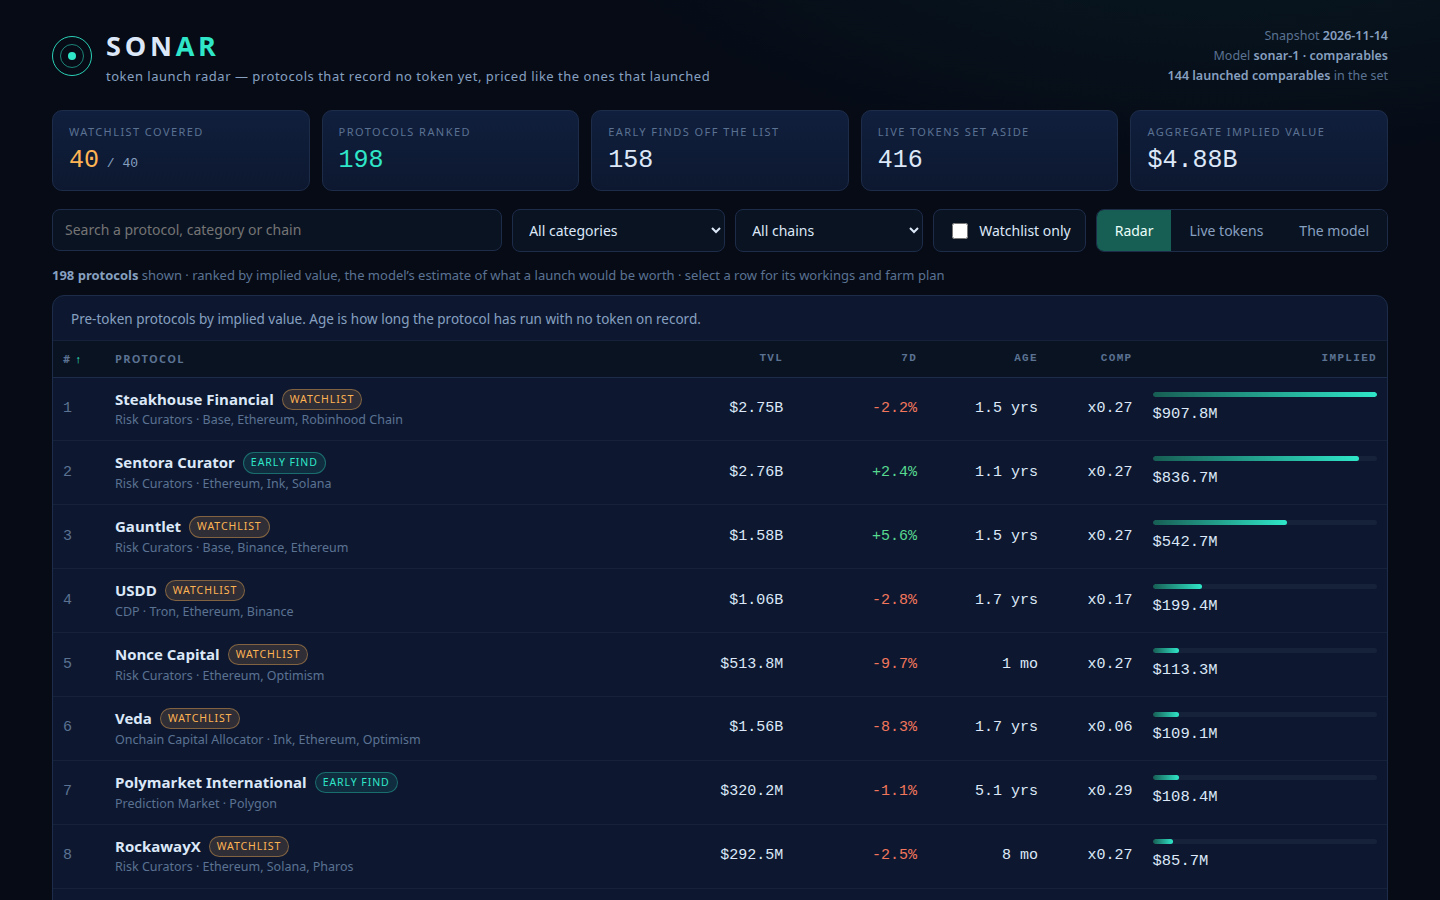 SONAR
token launch radar — protocols that record no token yet, priced like the ones that launched
Snapshot 2026-11-14
Model sonar-1 · comparables
144 launched comparables in the set
WATCHLIST COVERED
40 / 40
PROTOCOLS RANKED
198
EARLY FINDS OFF THE LIST
158
LIVE TOKENS SET ASIDE
416
AGGREGATE IMPLIED VALUE
$4.88B
Search a protocol, category or chain
All categories
All chains
Watchlist only
Radar
Live tokens
The model
198 protocols shown · ranked by implied value, the model’s estimate of what a launch would be worth · select a row for its workings and farm plan
Pre-token protocols by implied value. Age is how long the protocol has run with no token on record.
# ↑ PROTOCOL TVL 7D AGE COMP IMPLIED
1 Steakhouse Financial WATCHLIST $2.75B -2.2% 1.5 yrs x0.27 $907.8M
Risk Curators · Base, Ethereum, Robinhood Chain
2 Sentora Curator EARLY FIND $2.76B +2.4% 1.1 yrs x0.27 $836.7M
Risk Curators · Ethereum, Ink, Solana
3 Gauntlet WATCHLIST $1.58B +5.6% 1.5 yrs x0.27 $542.7M
Risk Curators · Base, Binance, Ethereum
4 USDD WATCHLIST $1.06B -2.8% 1.7 yrs x0.17 $199.4M
CDP · Tron, Ethereum, Binance
5 Nonce Capital WATCHLIST $513.8M -9.7% 1 mo x0.27 $113.3M
Risk Curators · Ethereum, Optimism
6 Veda WATCHLIST $1.56B -8.3% 1.7 yrs x0.06 $109.1M
Onchain Capital Allocator · Ink, Ethereum, Optimism
7 Polymarket International EARLY FIND $320.2M -1.1% 5.1 yrs x0.29 $108.4M
Prediction Market · Polygon
8 RockawayX WATCHLIST $292.5M -2.5% 8 mo x0.27 $85.7M
Risk Curators · Ethereum, Solana, Pharos